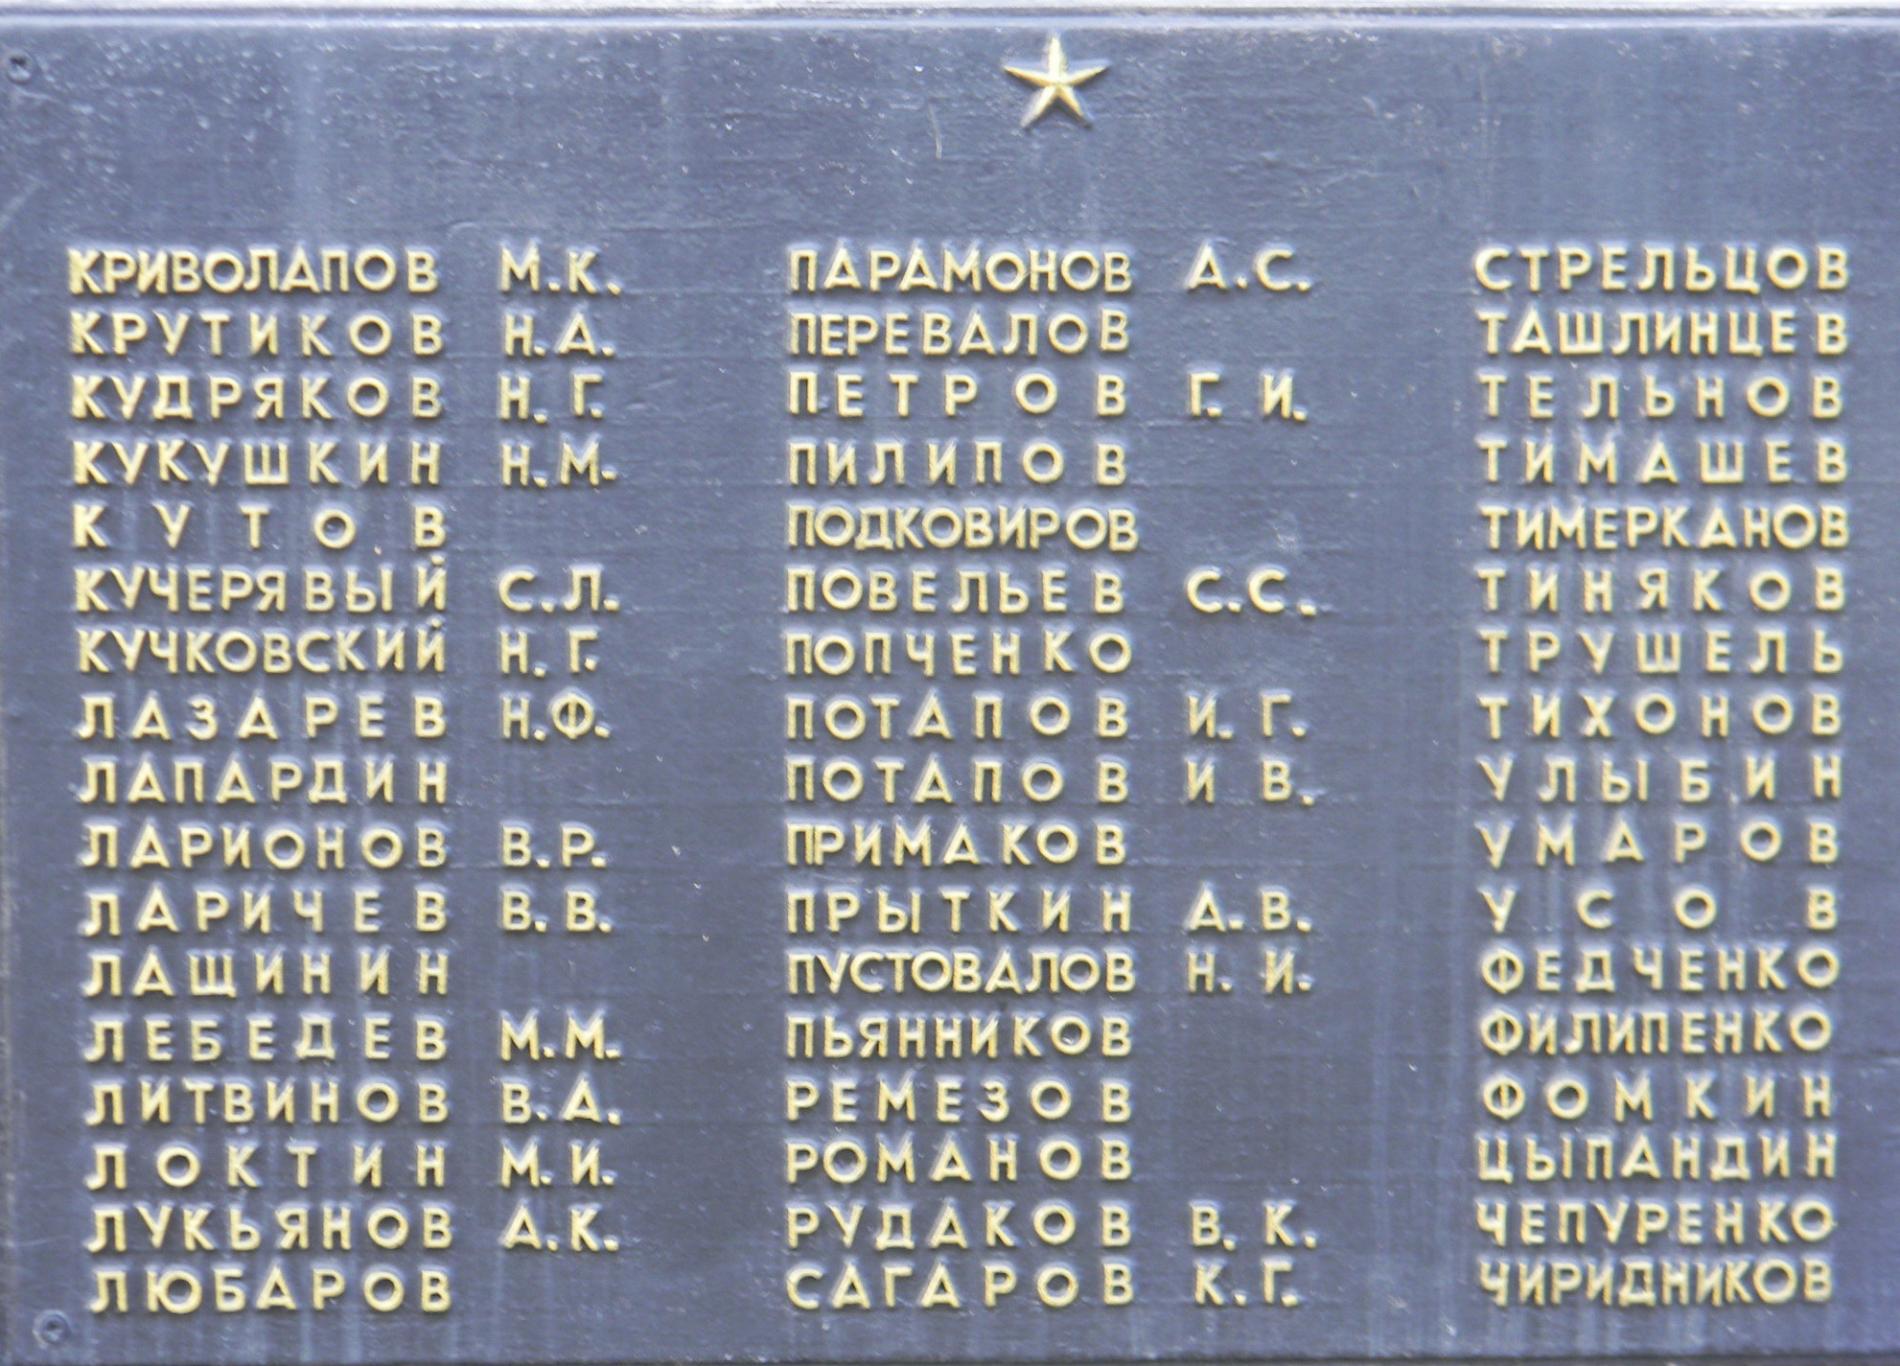 КРИВОЛАПОВ М.К.
КРУТИКОВ Н.А.
КУДРЯКОВ Н.Г.
КУКУШКИН Н.М.
КУТОВ
КУЧЕРЯВЫЙ С.Л.
КУЧКОВСКИЙ Н.Г.
ЛАЗАРЕВ Н.Ф.
ЛАПАРДИН
ЛАРИОНОВ В.Р.
ЛАРИЧЕВ В.В.
ЛАЩИНИН
ЛЕБЕДЕВ М.М.
ЛИТВИНОВ В.А.
ЛОКТИН М.И.
ЛУКЬЯНОВ А.К.
ЛЮБАРОВ
ПАРАМОНОВ А.С.
ПЕРЕВАЛОВ
ПЕТРОВ Г.И.
ПИЛИПОВ
ПОДКОВИРОВ
ПОВЕЛЬЕВ С.С.
ПОПЧЕНКО
ПОТАПОВ И.Г.
ПОТАПОВ И В.
ПРИМАКОВ
ПРЫТКИН А.В.
ПУСТОВАЛОВ Н.И.
ПЬЯННИКОВ
РЕМЕЗОВ
РОМАНОВ
РУДАКОВ В.К.
САГАРОВ К.Г.
СТРЕЛЬЦОВ
ТАШЛИНЦЕВ
ТЕЛЬНОВ
ТИМАШЕВ
ТИМЕРКАНОВ
ТИНЯКОВ
ТРУШЕЛЬ
ТИХОНОВ
УЛЫБИН
УМАРОВ
УСОВ
ФЕДЧЕНКО
ФИЛИПЕНКО
ФОМКИН
ЦЫПАНДИН
ЧЕПУРЕНКО
ЧИРИДНИКОВ